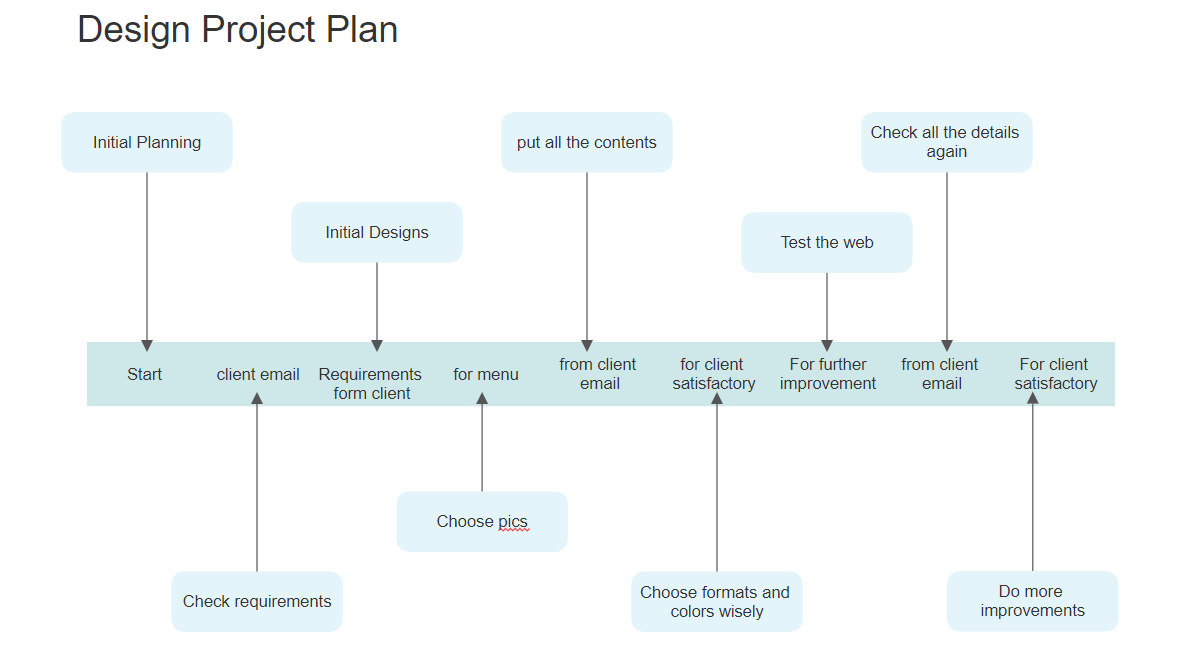 Design Project Plan
Initial Planning
put all the contents
Check all the details
again
Initial Designs
Test the web
Start
client email
Requirements
form client
for menu
from client
email
for client
satisfactory
For further
improvement
from client
email
For client
satisfactory
Choose pics
Check requirements
Choose formats and
colors wisely
Do more
improvements